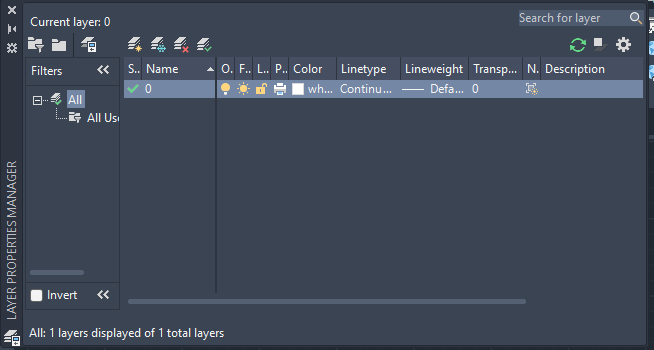 Current layer: 0
Search for layer
Filters
S.. Name O. F.. L.. P.. Color Linetype Lineweight Transp... N. Description
All
0 wh... Continu... Defa... 0
All Use
Invert
All: 1 layers displayed of 1 total layers
LAYER PROPERTIES MANAGER